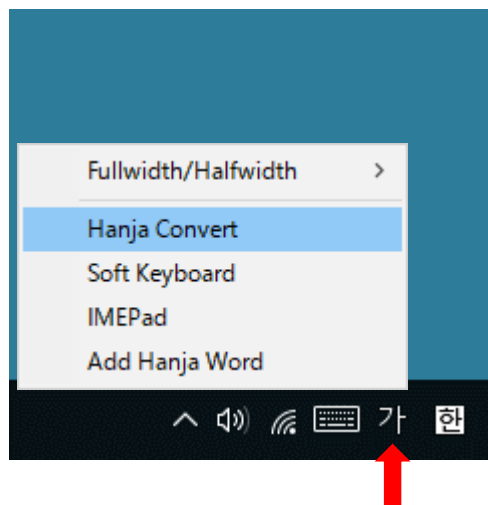 Fullwidth/Halfwidth
Hanja Convert
Soft Keyboard
IMEPad
Add Hanja Word
가 한